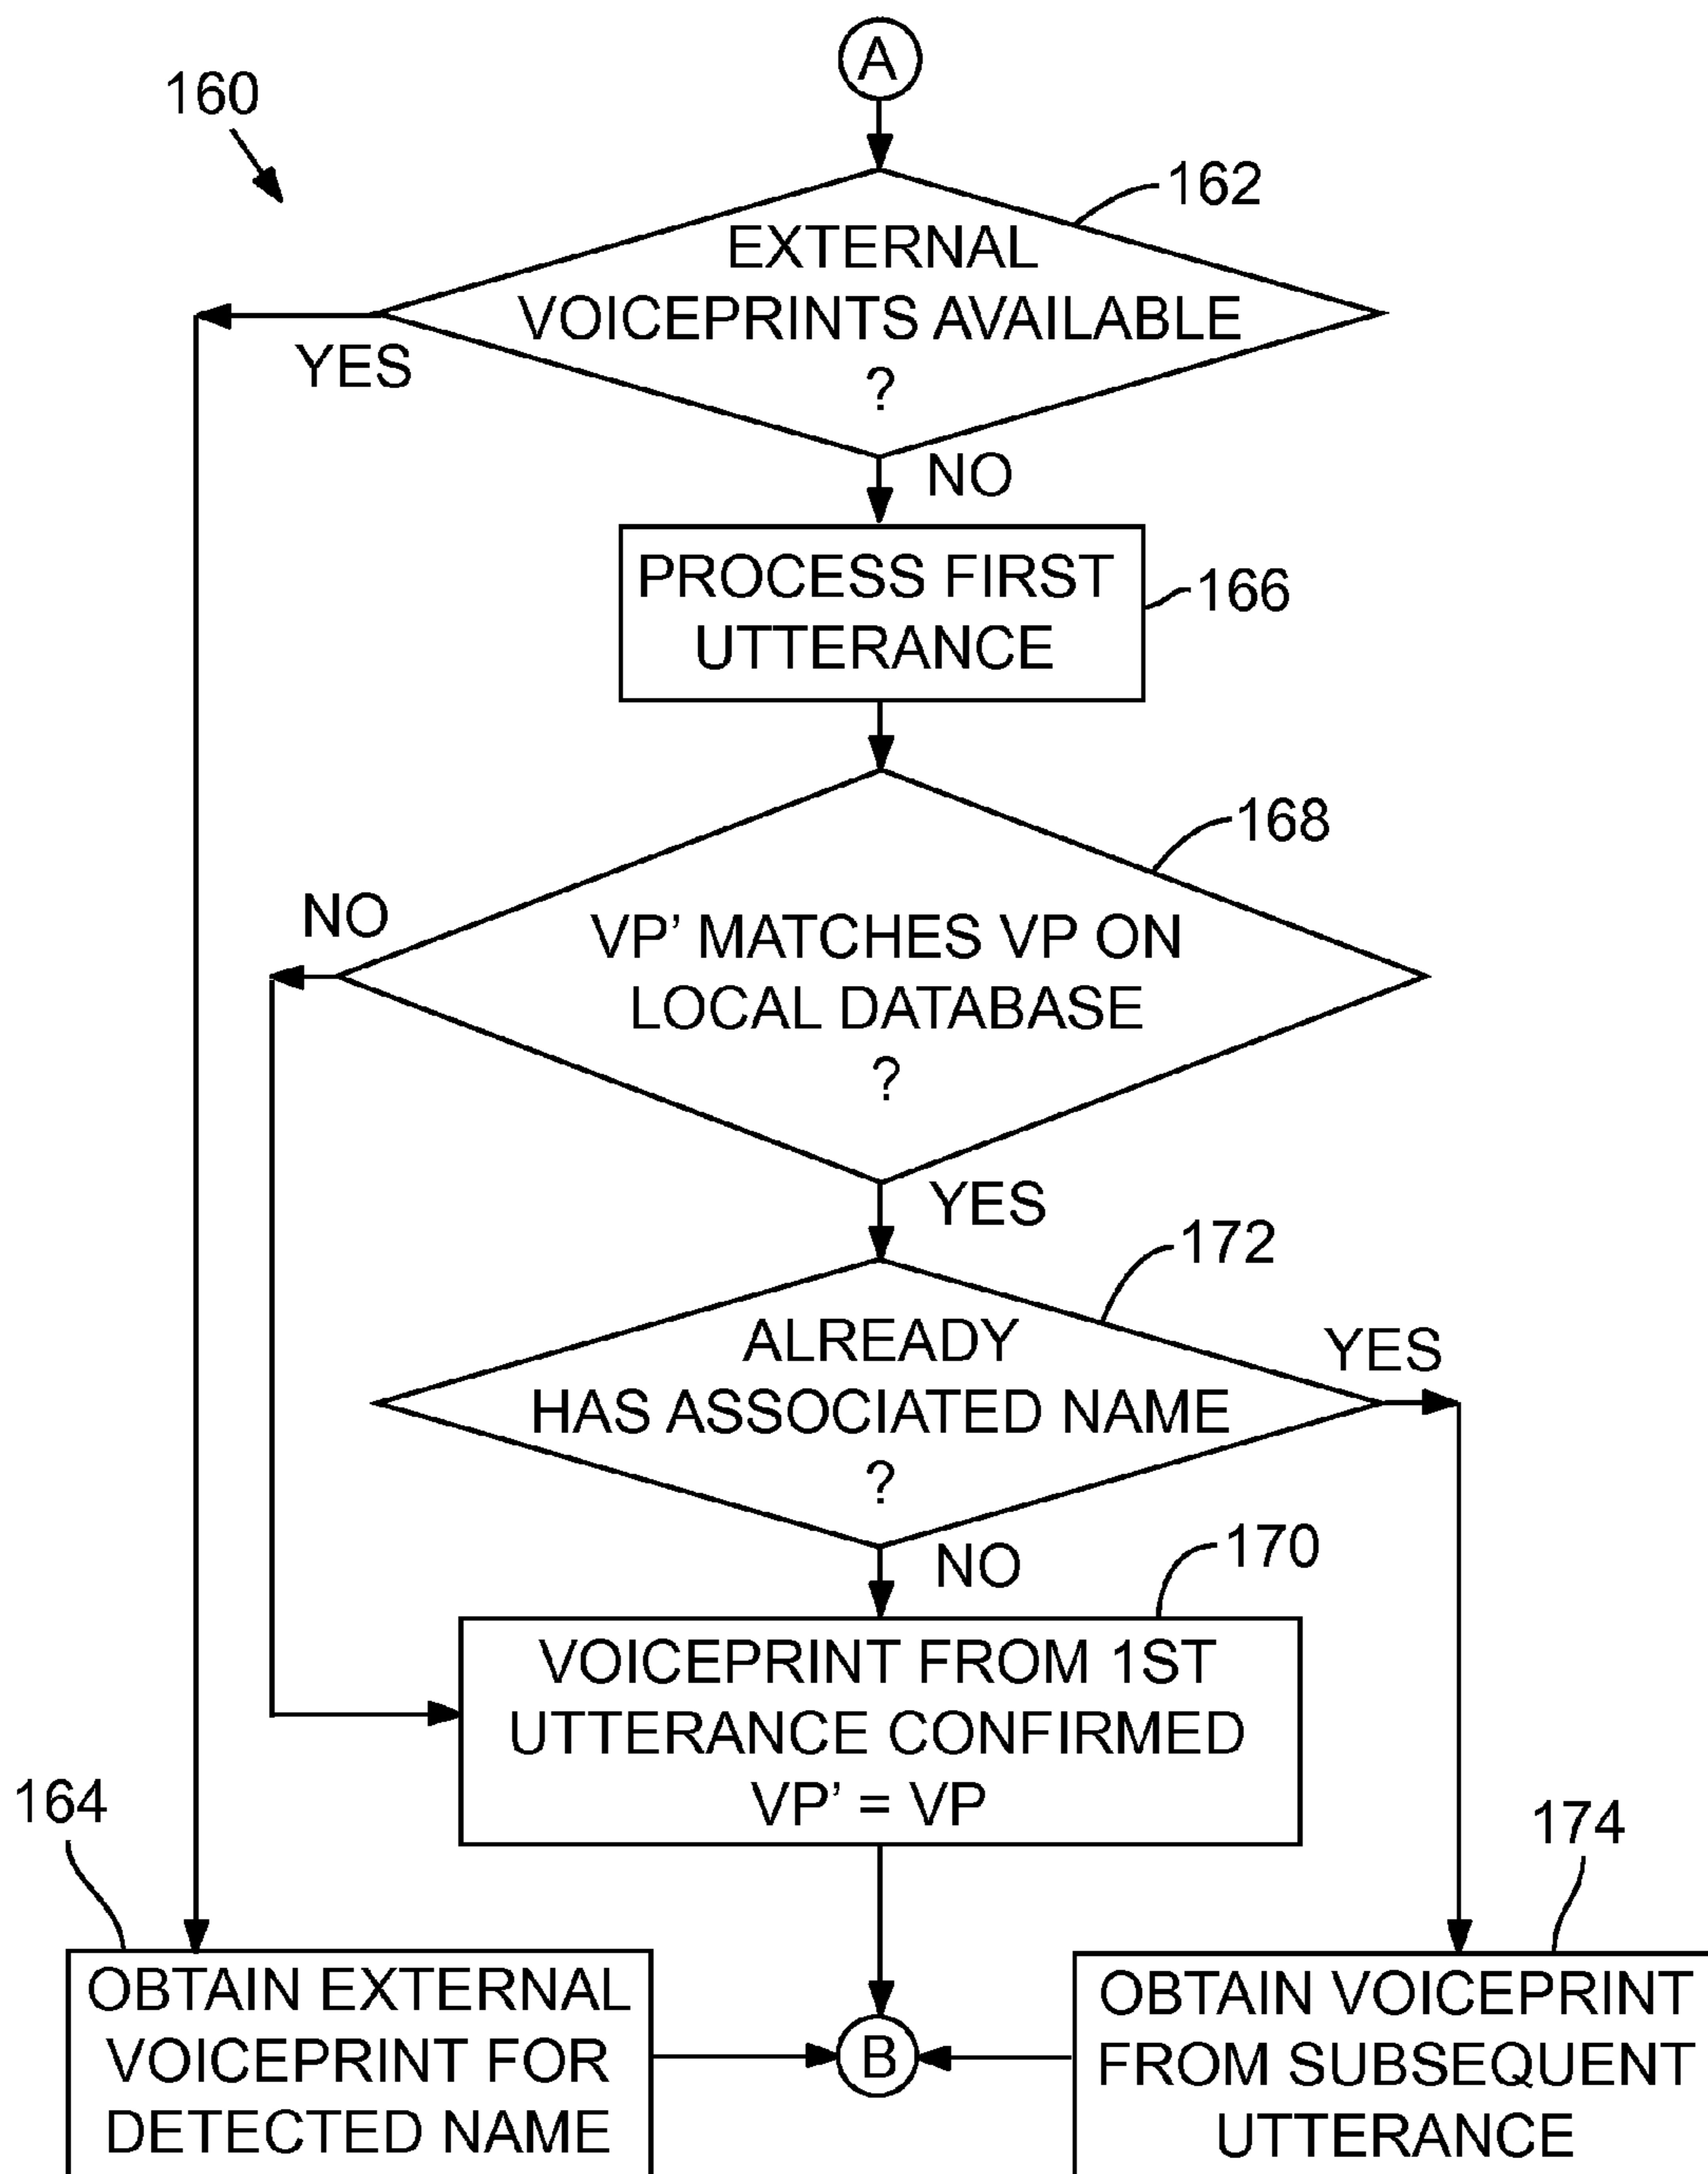 A
160
162
EXTERNAL
VOICEPRINTS AVAILABLE
?
YES
NO
PROCESS FIRST
UTTERANCE
166
168
NO
VP’ MATCHES VP ON
LOCAL DATABASE
?
YES
172
ALREADY
HAS ASSOCIATED NAME
?
YES
NO
170
VOICEPRINT FROM 1ST
UTTERANCE CONFIRMED
VP’ = VP
164
174
OBTAIN EXTERNAL
VOICEPRINT FOR
DETECTED NAME
B
OBTAIN VOICEPRINT
FROM SUBSEQUENT
UTTERANCE